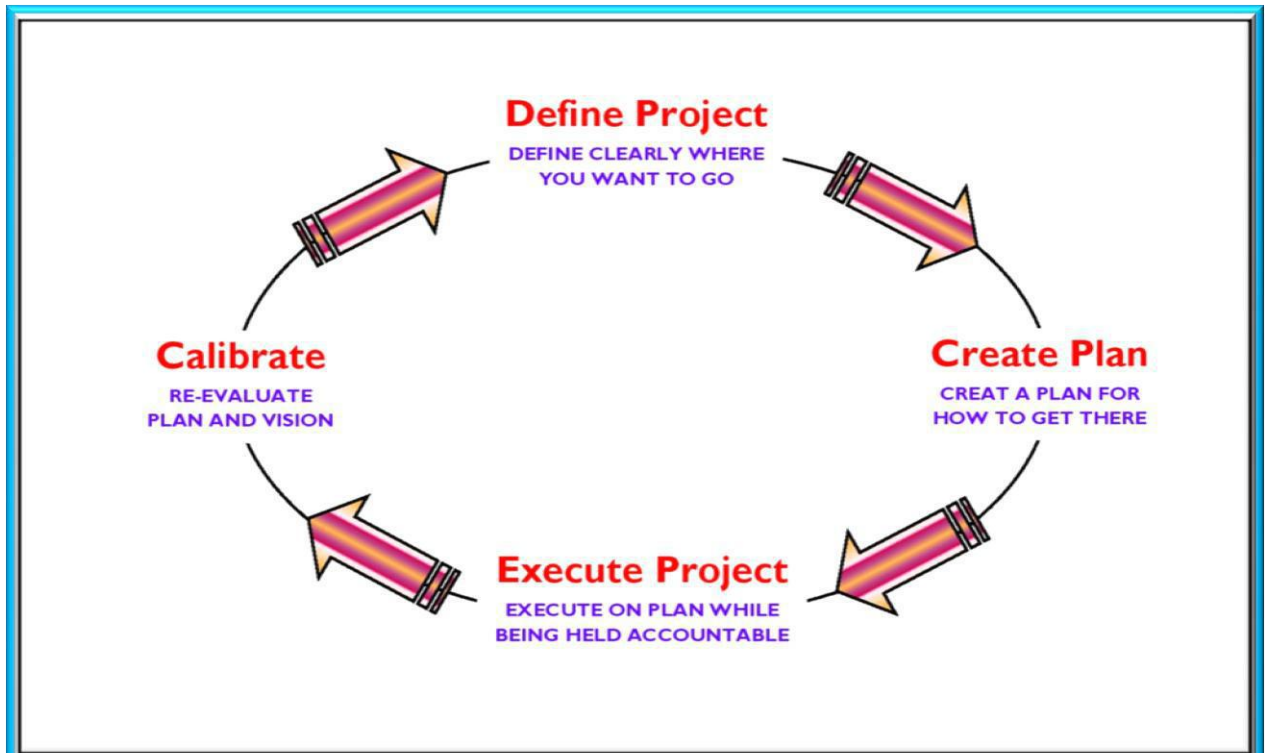 Define Project
DEFINE CLEARLY WHERE
YOU WANT TO GO
Create Plan
CREAT A PLAN FOR
HOW TO GET THERE
Execute Project
EXECUTE ON PLAN WHILE
BEING HELD ACCOUNTABLE
Calibrate
RE-EVALUATE
PLAN AND VISION